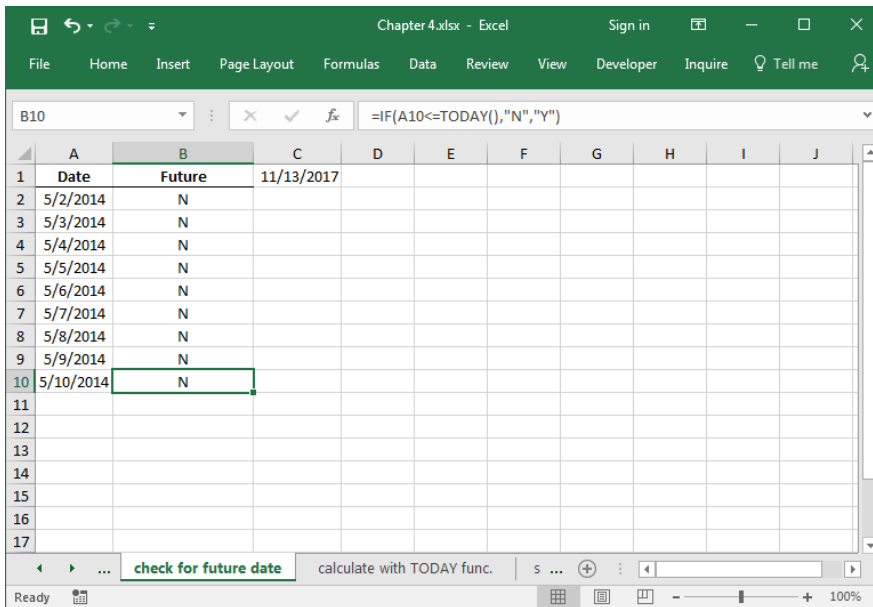 Chapter 4.xlsx - Excel Sign in
File Home Insert Page Layout Formulas Data Review View Developer Inquire Tell me
B10 fx =IF(A10<=TODAY(),"N","Y")
A B C D E F G H I J
1 Date Future 11/13/2017
2 5/2/2014 N
3 5/3/2014 N
4 5/4/2014 N
5 5/5/2014 N
6 5/6/2014 N
7 5/7/2014 N
8 5/8/2014 N
9 5/9/2014 N
10 5/10/2014 N
11
12
13
14
15
16
17
... check for future date calculate with TODAY func. s ...
Ready 100%